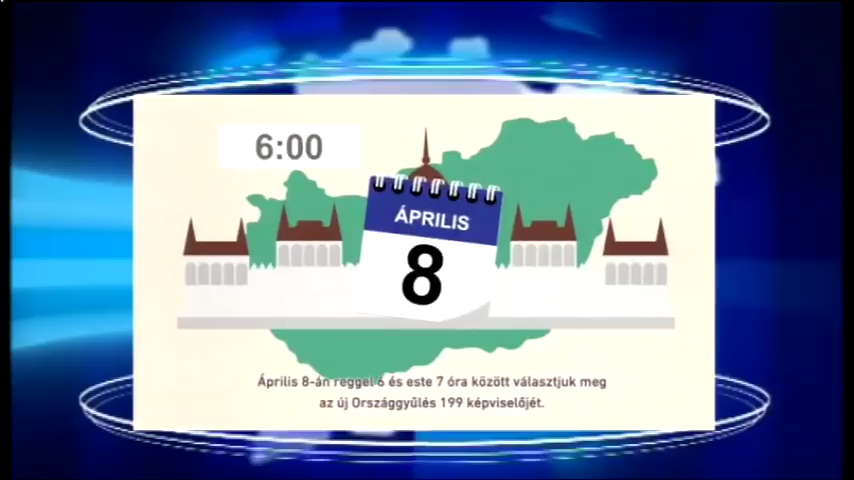 6:00
ÁPRILIS
8
Április 8-án reggel 6 és este 7 óra között választjuk meg
az új Országgyűlés 199 képviselőjét.